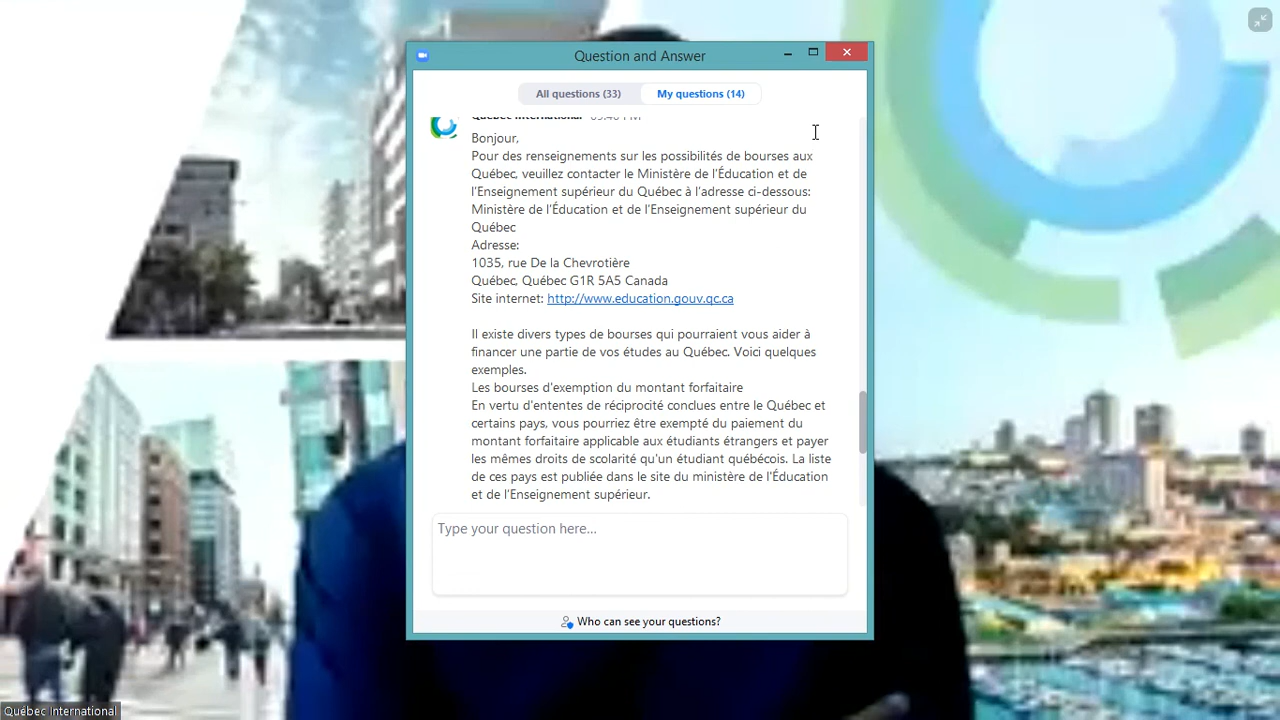 Question and Answer
All questions (33)
My questions (14)
Québec International
Bonjour,
Pour des renseignements sur les possibilités de bourses aux
Québec, veuillez contacter le Ministère de l'Éducation et de
l'Enseignement supérieur du Québec à l'adresse ci-dessous:
Ministère de l'Éducation et de l'Enseignement supérieur du
Québec
Adresse:
1035, rue De la Chevrotière
Québec, Québec G1R 5A5 Canada
Site internet: http://www.education.gouv.qc.ca
Il existe divers types de bourses qui pourraient vous aider à
financer une partie de vos études au Québec. Voici quelques
exemples.
Les bourses d'exemption du montant forfaitaire
En vertu d'ententes de réciprocité conclues entre le Québec et
certains pays, vous pourriez être exempté du paiement du
montant forfaitaire applicable aux étudiants étrangers et payer
les mêmes droits de scolarité qu'un étudiant québécois. La liste
de ces pays est publiée dans le site du ministère de l'Éducation
et de l'Enseignement supérieur.
Type your question here...
Who can see your questions?
Québec International